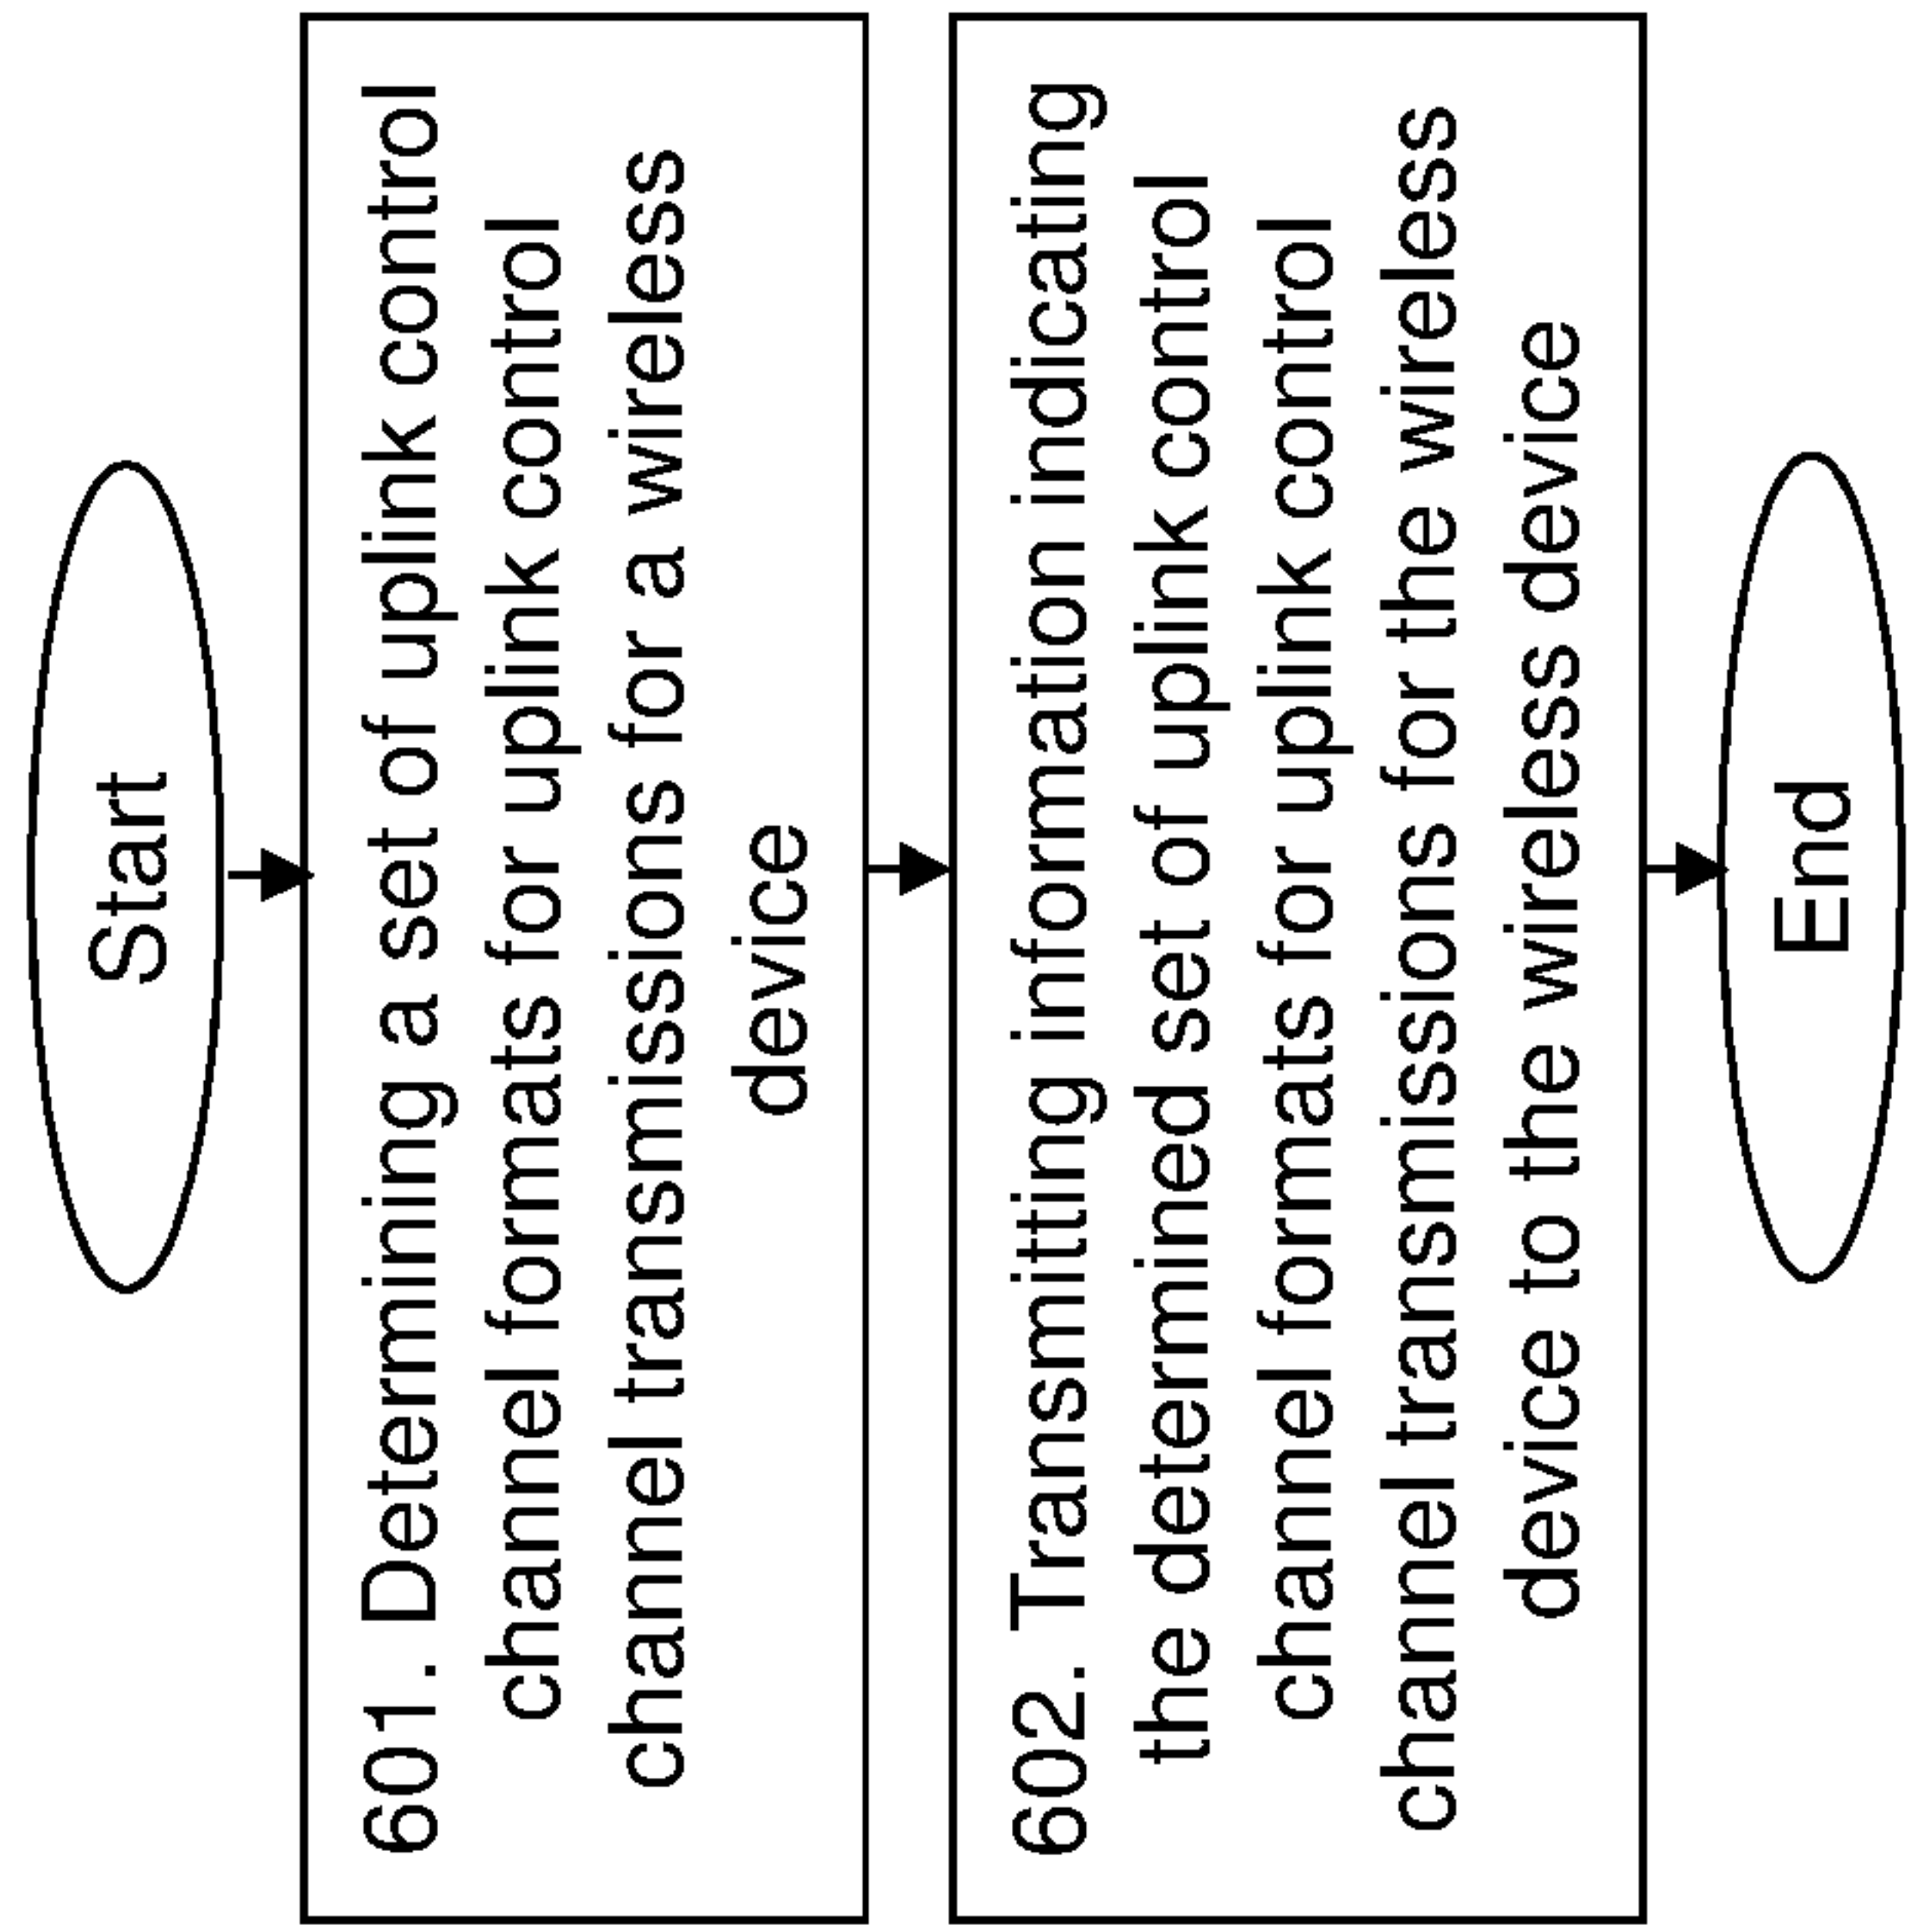 Start
601. Determining a set of uplink control
channel formats for uplink control
channel transmissions for a wireless
device
602. Transmitting information indicating
the determined set of uplink control
channel formats for uplink control
channel transmissions for the wireless
device to the wireless device
End